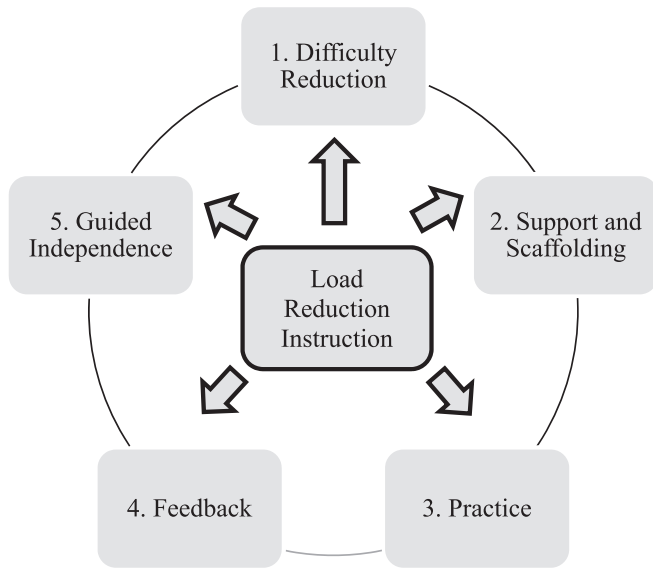 1. Difficulty
Reduction
2. Support and
Scaffolding
3. Practice
4. Feedback
5. Guided
Independence
Load
Reduction
Instruction